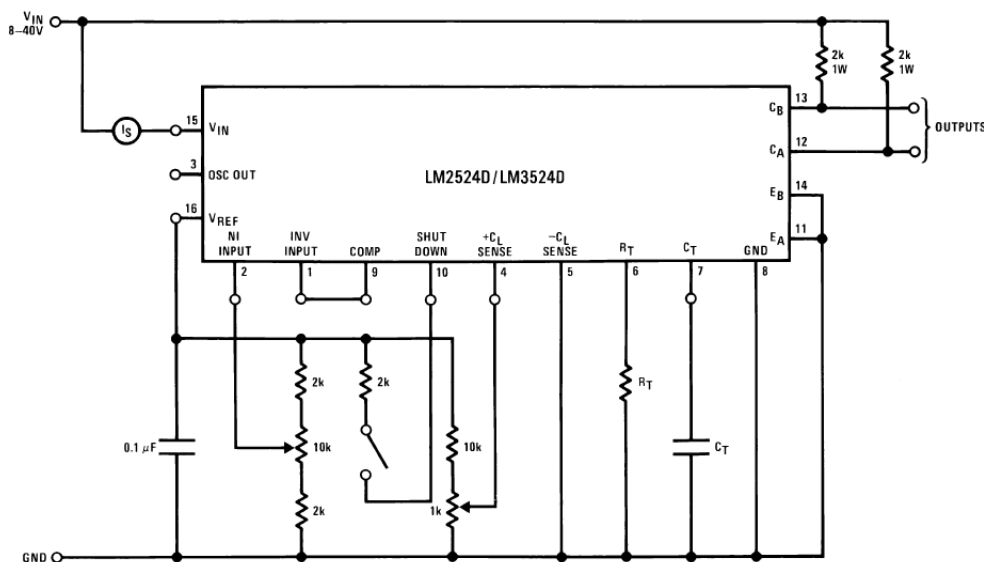 VIN
8–40V
2k
1W
2k
1W
15
IS
VIN
3
OSC OUT
16
VREF
LM2524D/LM3524D
CB
13
CA
12
OUTPUTS
EB
14
EA
11
NI
INPUT
INV
INPUT
COMP
SHUT
DOWN
+CL
SENSE
−CL
SENSE
RT
CT
GND
2
1
9
10
4
5
6
7
8
2k
2k
RT
0.1 μF
10k
10k
CT
2k
1k
GND